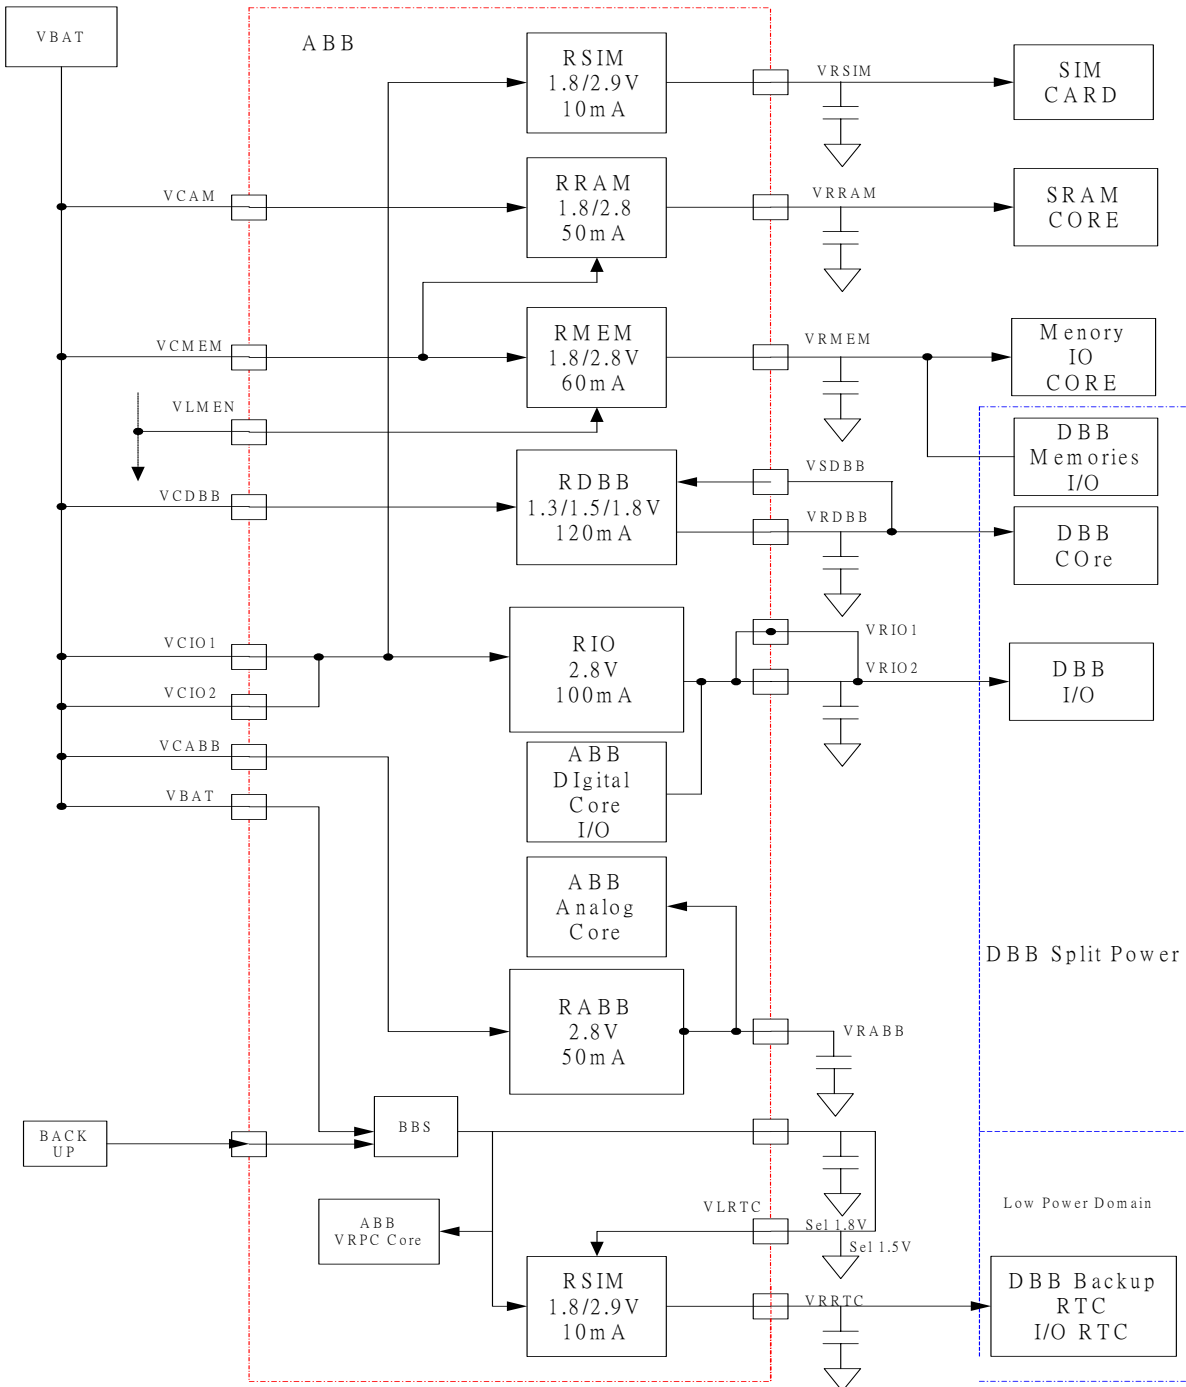 VBAT
ABB
RSIM
1.8/2.9V
10mA
VRSIM
SIM
CARD
VCAM
RRAM
1.8/2.8
50mA
VRRAM
SRAM
CORE
VCMEM
RMEM
1.8/2.8V
60mA
VRMEM
Menory
IO
CORE
VLMEN
DBB
Memories
I/O
VCDBB
RDBB
1.3/1.5/1.8V
120mA
VSDBB
VRDBB
DBB
COre
VCIO1
VCIO2
RIO
2.8V
100mA
VRIO1
VRIO2
DBB
I/O
VCABB
VBAT
ABB
DIgital
Core
I/O
ABB
Analog
Core
DBB Split Power
RABB
2.8V
50mA
VRABB
BACK
UP
BBS
ABB
VRPC Core
VLRTC
Sel 1.8V
Sel 1.5V
Low Power Domain
RSIM
1.8/2.9V
10mA
VRRTC
DBB Backup
RTC
I/O RTC